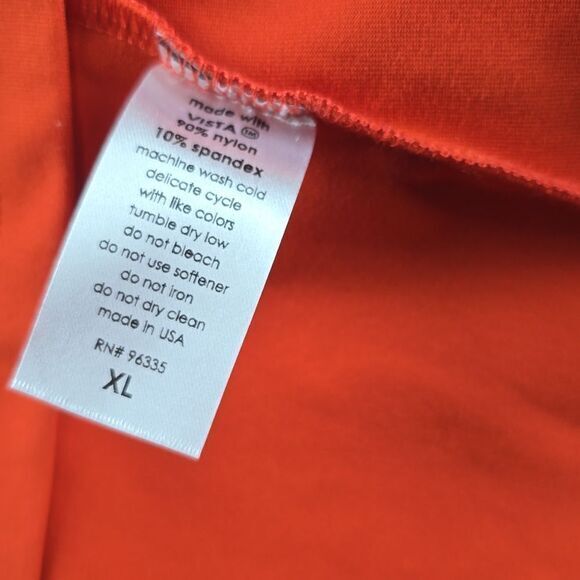 made with
VISTA ™
90% nylon
10% spandex
machine wash cold
delicate cycle
with like colors
tumble dry low
do not bleach
do not use softener
do not iron
do not dry clean
made in USA
RN# 96335
XL